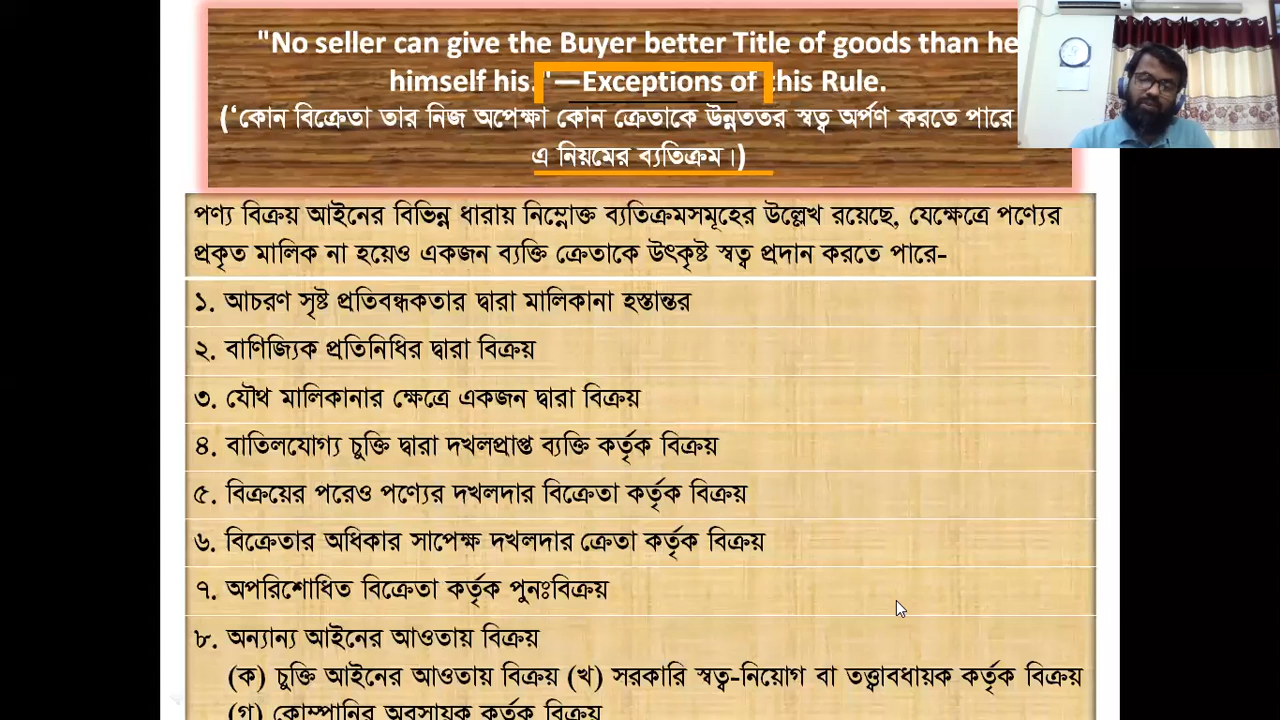 "No seller can give the Buyer better Title of goods than he
himself his."—Exceptions of this Rule.
('কোন বিক্রেতা তার নিজ অপেক্ষা কোন ক্রেতাকে উন্নততর স্বত্ব অর্পণ করতে পারে
এ নিয়মের ব্যতিক্রম।)
পণ্য বিক্রয় আইনের বিভিন্ন ধারায় নিম্নোক্ত ব্যতিক্রমসমূহের উল্লেখ রয়েছে, যেক্ষেত্রে পণ্যের
প্রকৃত মালিক না হয়েও একজন ব্যক্তি ক্রেতাকে উৎকৃষ্ট স্বত্ব প্রদান করতে পারে-
১. আচরণ সৃষ্ট প্রতিবন্ধকতার দ্বারা মালিকানা হস্তান্তর
২. বাণিজ্যিক প্রতিনিধির দ্বারা বিক্রয়
৩. যৌথ মালিকানার ক্ষেত্রে একজন দ্বারা বিক্রয়
৪. বাতিলযোগ্য চুক্তি দ্বারা দখলপ্রাপ্ত ব্যক্তি কর্তৃক বিক্রয়
৫. বিক্রয়ের পরেও পণ্যের দখলদার বিক্রেতা কর্তৃক বিক্রয়
৬. বিক্রেতার অধিকার সাপেক্ষ দখলদার ক্রেতা কর্তৃক বিক্রয়
৭. অপরিশোধিত বিক্রেতা কর্তৃক পুনঃবিক্রয়
৮. অন্যান্য আইনের আওতায় বিক্রয়
(ক) চুক্তি আইনের আওতায় বিক্রয় (খ) সরকারি স্বত্ব-নিয়োগ বা তত্ত্বাবধায়ক কর্তৃক বিক্রয়
(গ) কোম্পানির অবসায়ক কর্তৃক বিক্রয়